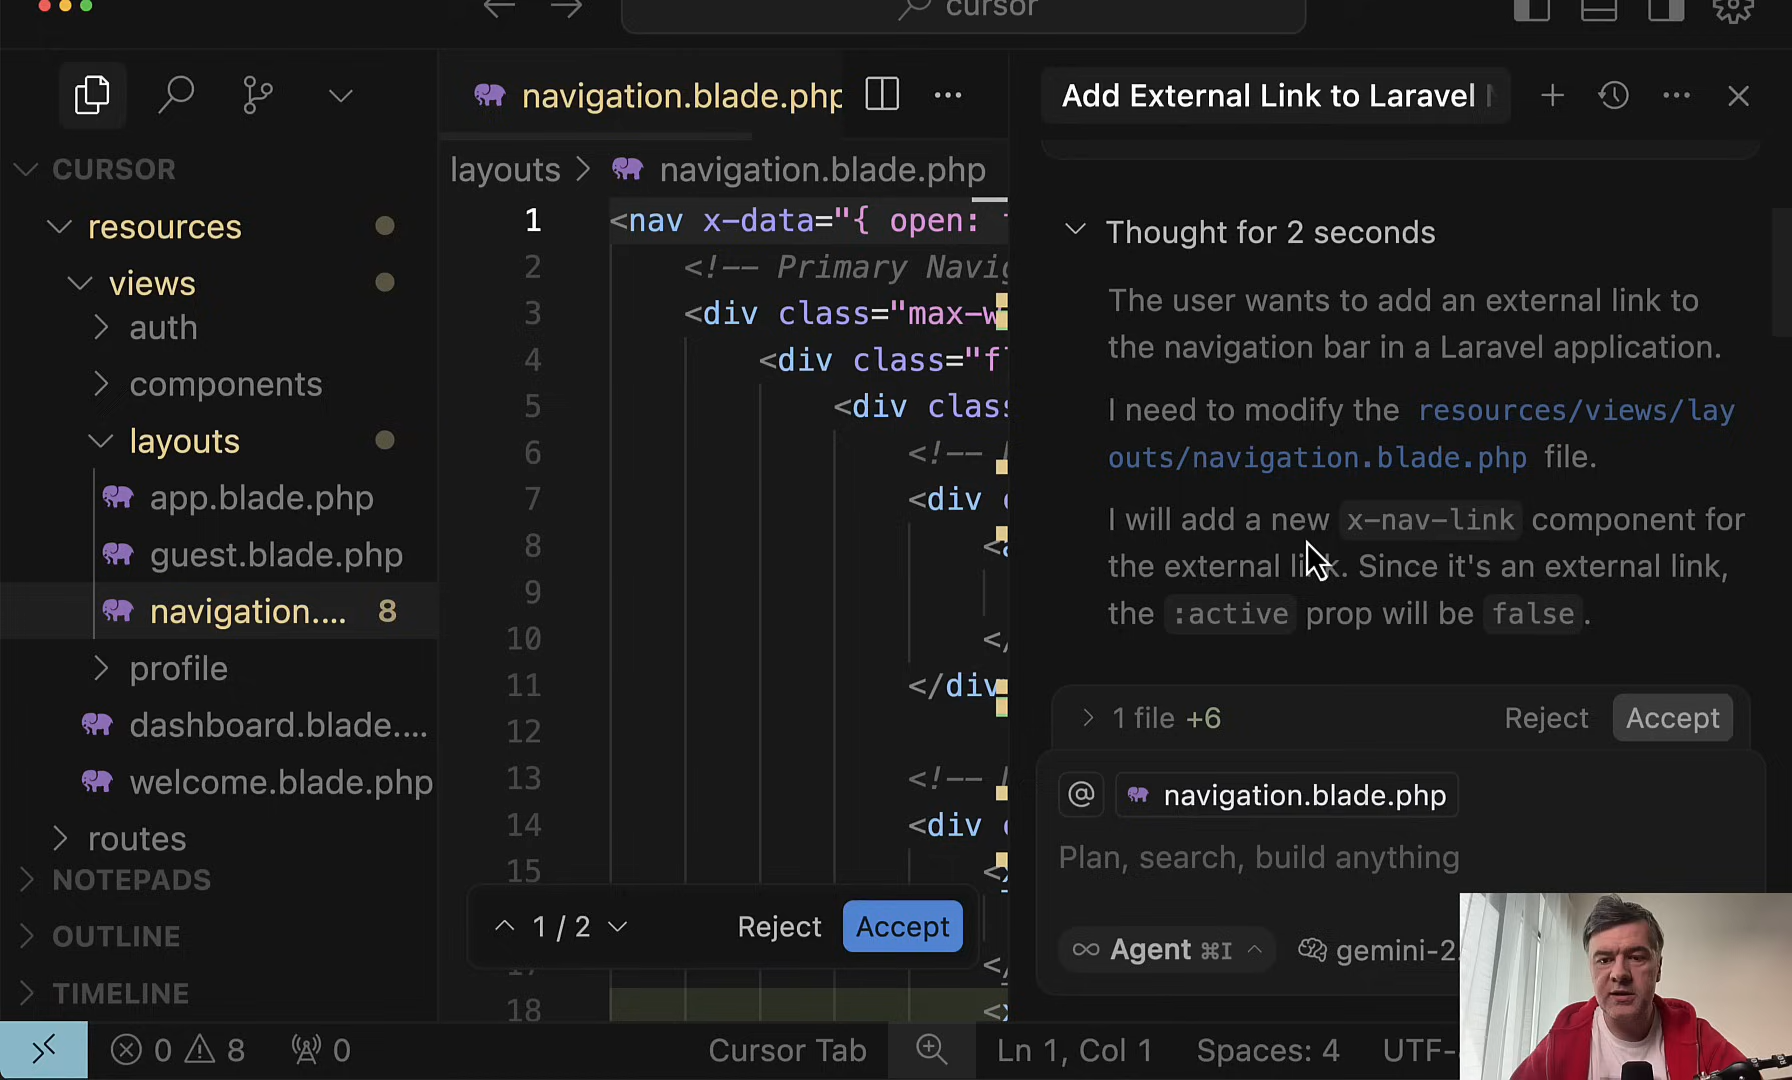 cursor
navigation.blade.php
Add External Link to Laravel
CURSOR
resources
views
auth
components
layouts
app.blade.php
guest.blade.php
navigation.... 8
profile
dashboard.blade....
welcome.blade.php
routes
NOTEPADS
OUTLINE
TIMELINE
layouts > navigation.blade.php
1 <nav x-data="{ open:
2 <!-- Primary Navig
3 <div class="max-w
4 <div class="f
5 <div clas
6 <!--
7 <div
8 <a
9
10 </
11 </div
12
13 <!--
14 <div
15 <x
17 </
18 <x
1 / 2 Reject Accept
Thought for 2 seconds
The user wants to add an external link to
the navigation bar in a Laravel application.
I need to modify the resources/views/lay
outs/navigation.blade.php file.
I will add a new x-nav-link component for
the external link. Since it's an external link,
the :active prop will be false.
1 file +6 Reject Accept
@ navigation.blade.php
Plan, search, build anything
Agent ⌘I gemini-2.
0 8 0 Cursor Tab Ln 1, Col 1 Spaces: 4 UTF-